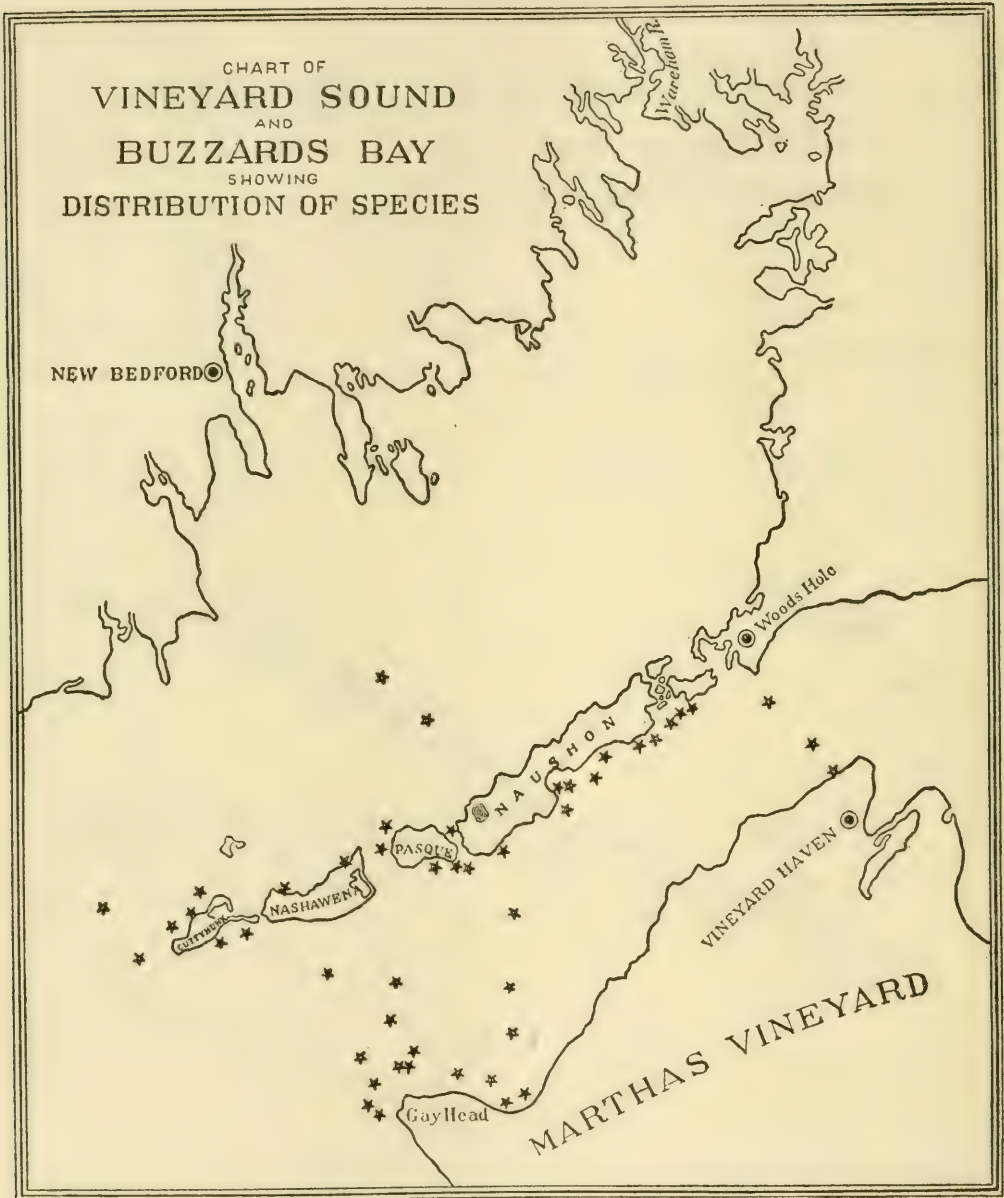 CHART OF
VINEYARD SOUND
AND
BUZZARDS BAY
SHOWING
DISTRIBUTION OF SPECIES
Wareham R.
NEW BEDFORD
Woods Hole
NAUSHON
PASQUE
NASHAWENA
CUTTYHUNK
VINEYARD HAVEN
MARTHAS VINEYARD
Gay Head